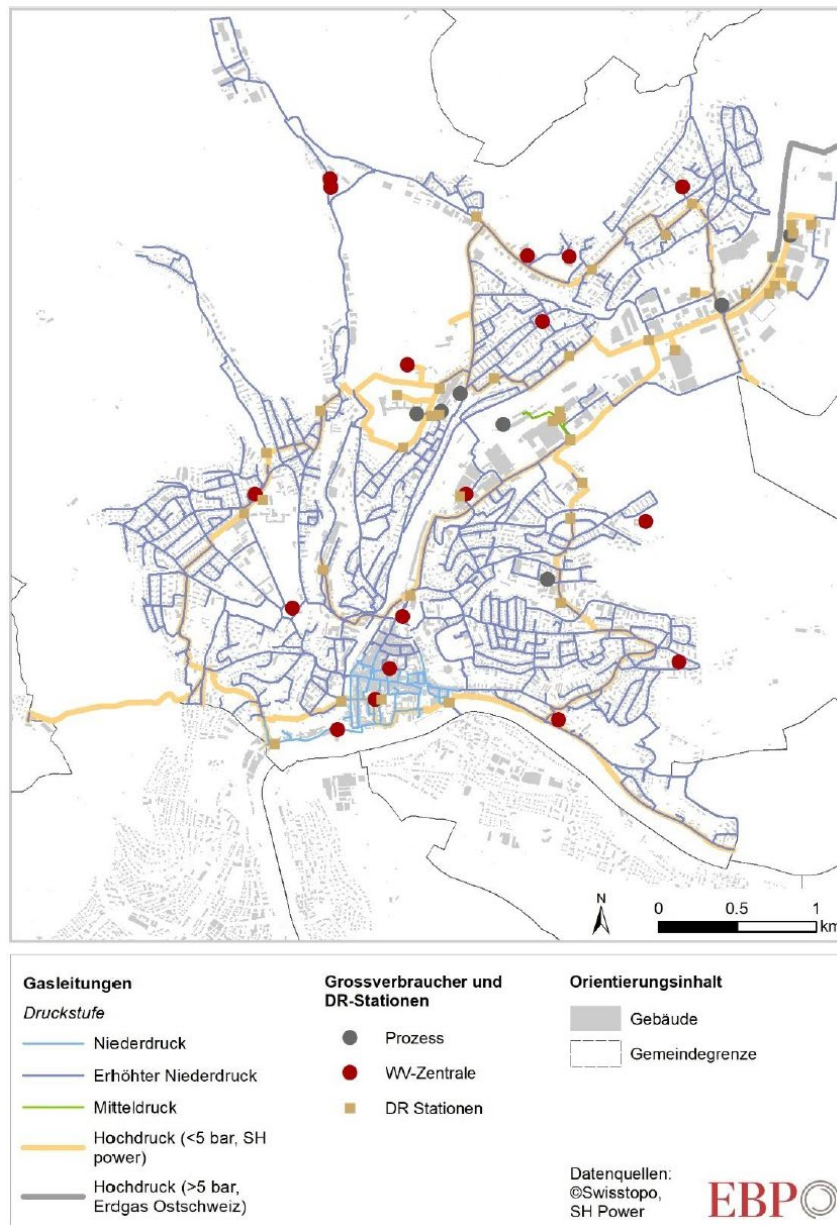 N
0 0.5 1
km
Gasleitungen
Druckstufe
Niederdruck
Erhöhter Niederdruck
Mitteldruck
Hochdruck (<5 bar, SH
power)
Hochdruck (>5 bar,
Erdgas Ostschweiz)
Grossverbraucher und
DR-Stationen
Prozess
WV-Zentrale
DR Stationen
Orientierungsinhalt
Gebäude
Gemeindegrenze
Datenquellen:
©Swisstopo,
SH Power
EBP